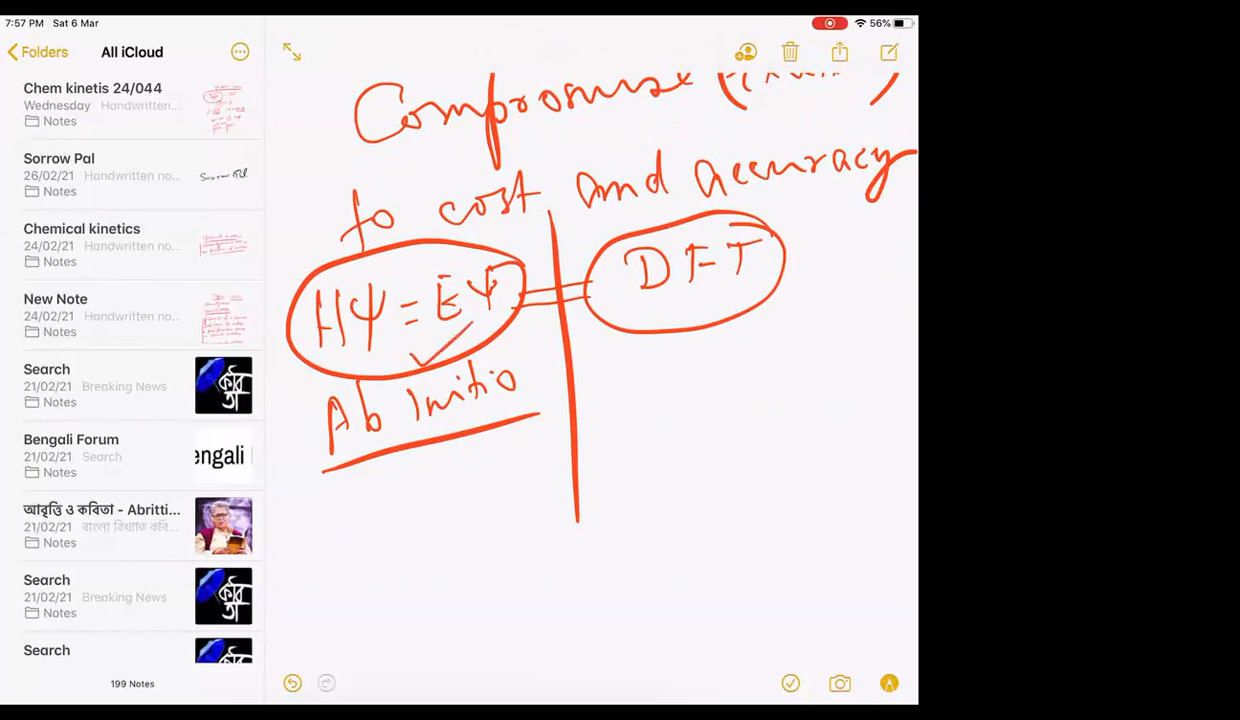 7:57 PM Sat 6 Mar
56%
Folders
All iCloud
Chem kinetis 24/044
Wednesday Handwritten...
Notes
Sorrow Pal
26/02/21 Handwritten no...
Notes
Chemical kinetics
24/02/21 Handwritten no...
Notes
New Note
24/02/21 Handwritten no...
Notes
Search
21/02/21 Breaking News
Notes
Bengali Forum
21/02/21 Search
Notes
engali
আবৃত্তি ও কবিতা - Abritti...
21/02/21 বাংলা বিখ্যাত কবি...
Notes
Search
21/02/21 Breaking News
Notes
Search
199 Notes
Compromise
to cost and accuracy
HΨ = EΨ
DFT
Ab Initio